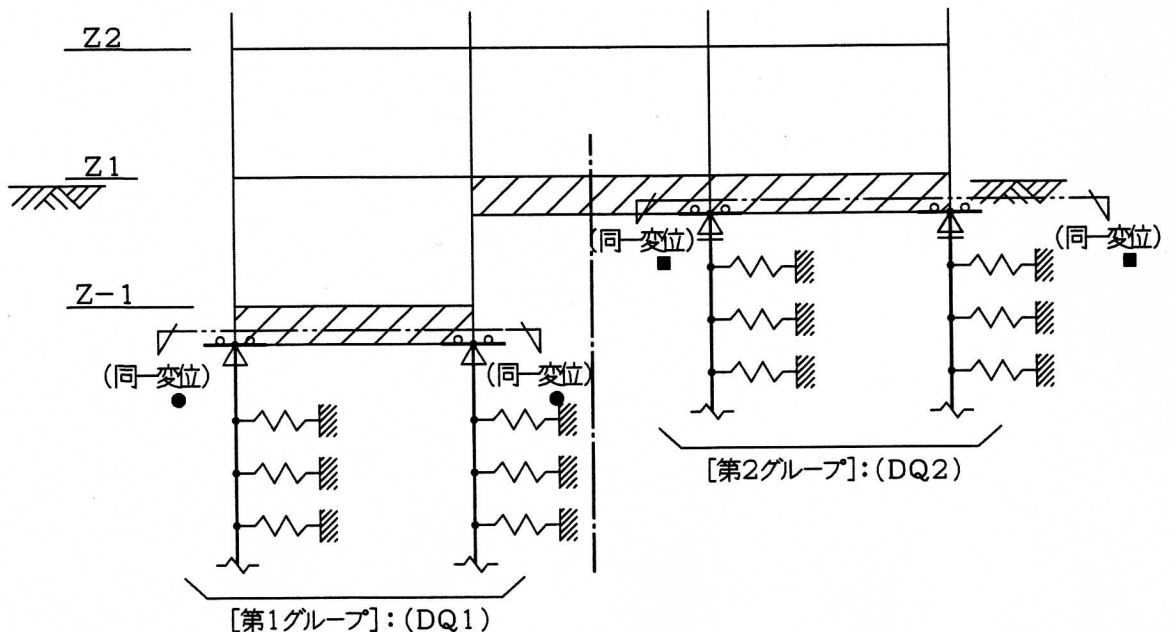 Z2
Z1
(同一変位)
■
(同一変位)
■
Z-1
(同一変位)
●
(同一変位)
●
[第2グループ]:(DQ2)
[第1グループ]:(DQ1)